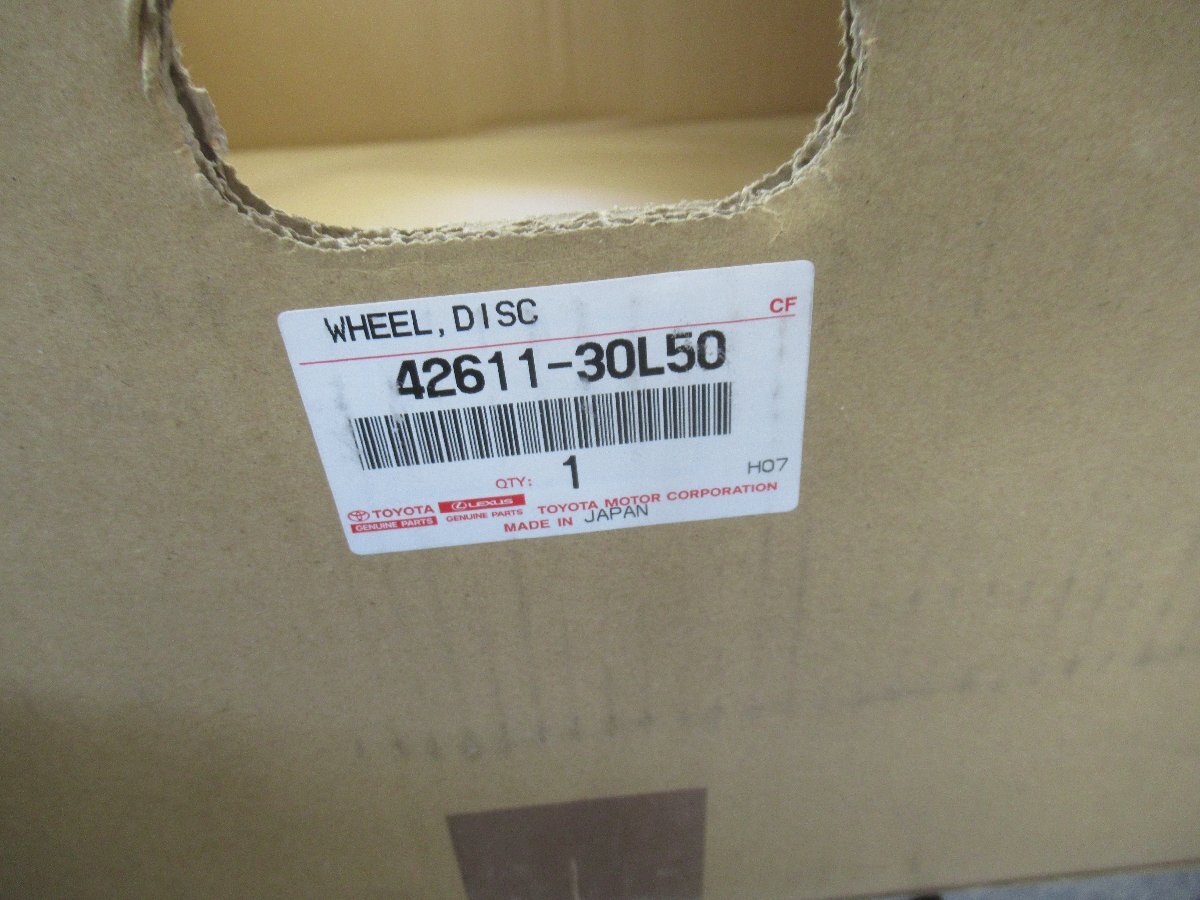 WHEEL, DISC
CF
42611-30L50
QTY: 1
H07
TOYOTA
GENUINE PARTS
LEXUS
GENUINE PARTS
TOYOTA MOTOR CORPORATION
MADE IN JAPAN